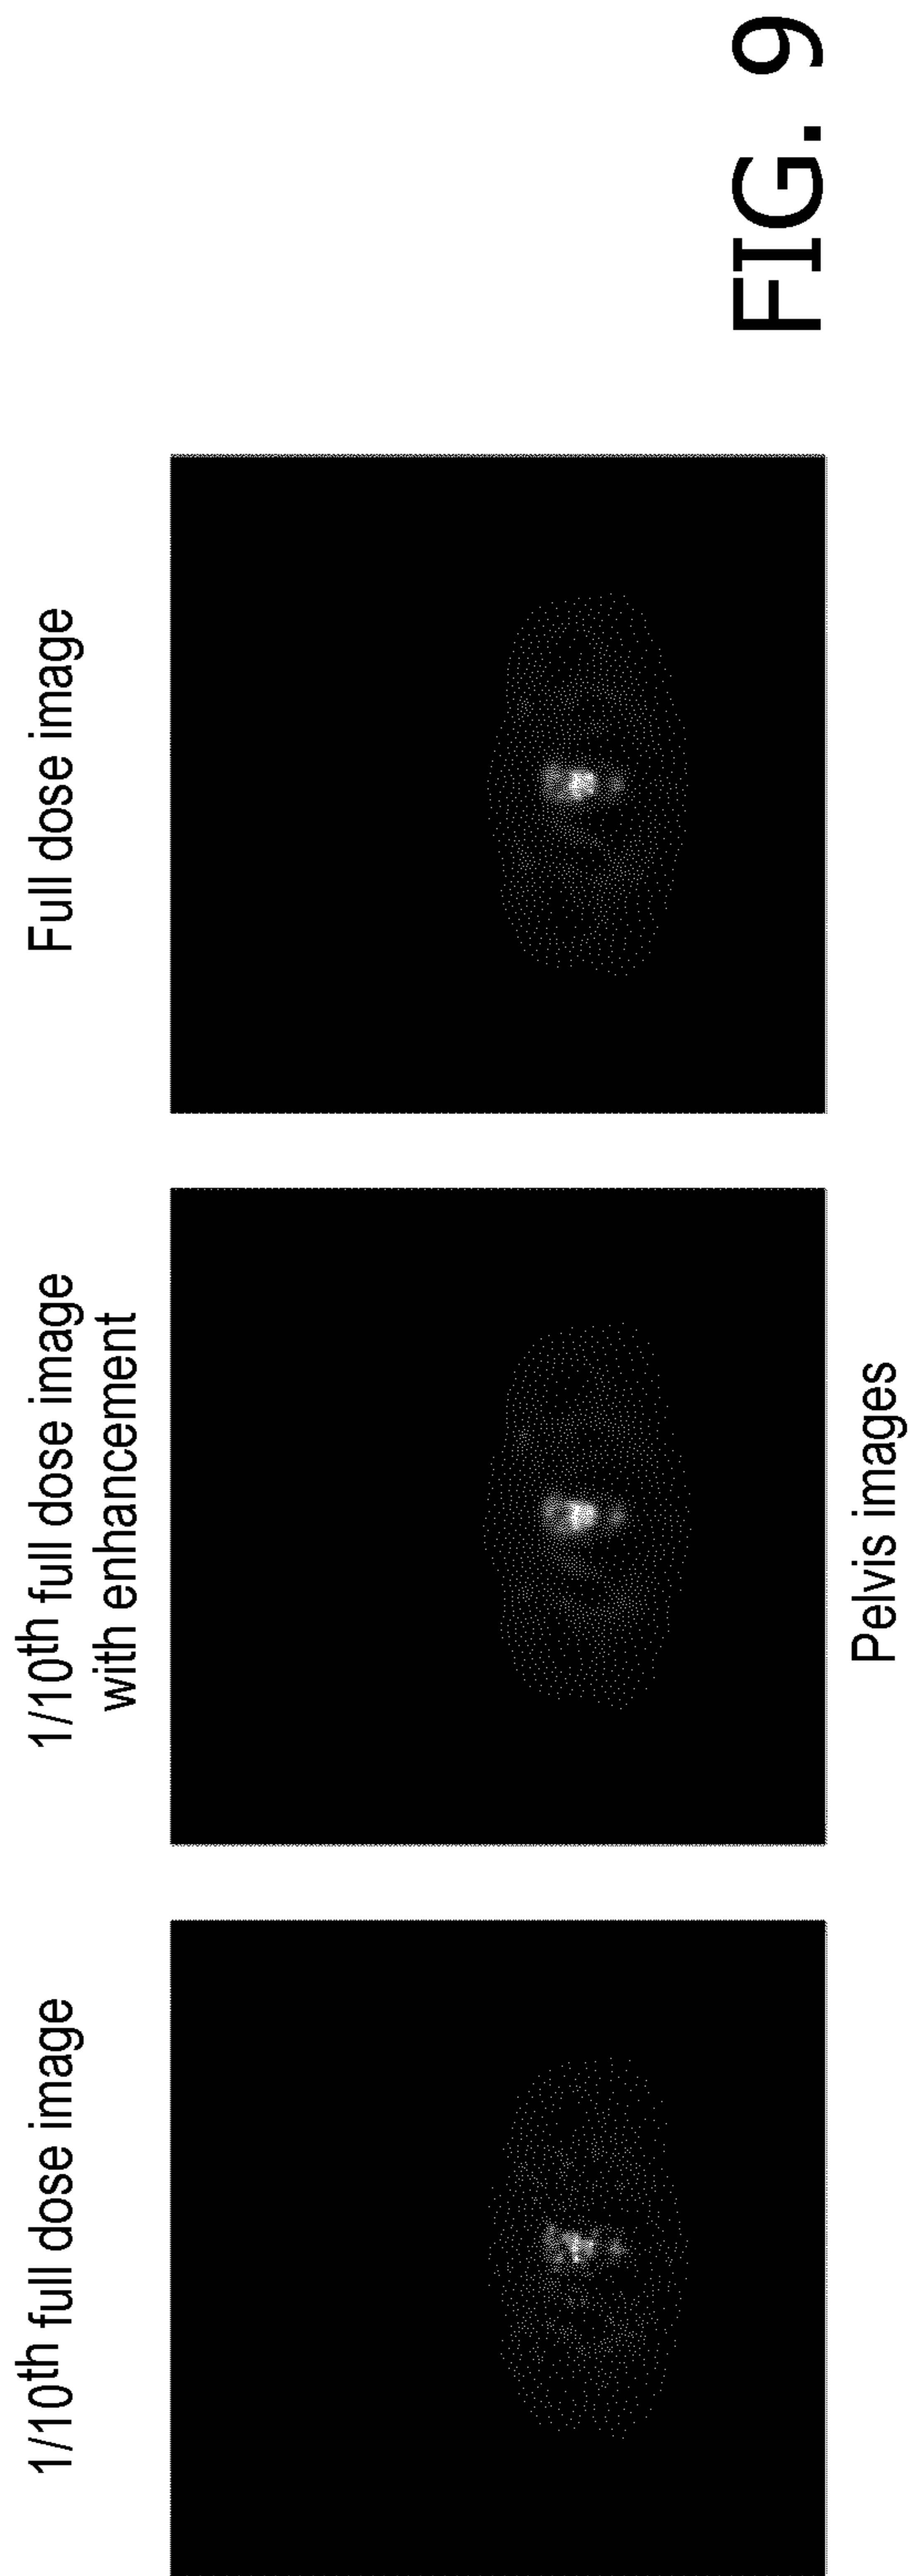 1/10th full dose image
1/10th full dose image
with enhancement
Full dose image
Pelvis images
FIG. 9